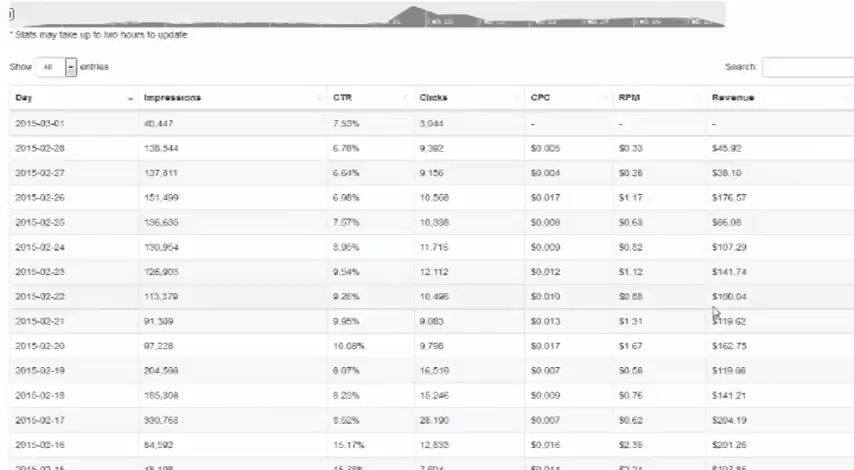 * Stats may take up to two hours to update
Show All entries Search:
Day Impressions CTR Clicks CPC RPM Revenue
2015-03-01 40,447 7.53% 3,044 - - -
2015-02-28 138,544 6.78% 9,392 $0.005 $0.33 $45.92
2015-02-27 137,811 6.64% 9,156 $0.004 $0.28 $38.10
2015-02-26 151,499 6.98% 10,568 $0.017 $1.17 $176.57
2015-02-25 136,635 7.57% 10,338 $0.008 $0.63 $86.08
2015-02-24 130,954 8.95% 11,716 $0.009 $0.82 $107.29
2015-02-23 126,903 9.54% 12,112 $0.012 $1.12 $141.74
2015-02-22 113,379 9.26% 10,496 $0.010 $0.88 $100.04
2015-02-21 91,309 9.95% 9,083 $0.013 $1.31 $119.62
2015-02-20 97,228 10.08% 9,798 $0.017 $1.67 $162.75
2015-02-19 204,598 8.07% 16,519 $0.007 $0.58 $119.08
2015-02-18 185,308 8.23% 15,246 $0.009 $0.76 $141.21
2015-02-17 330,763 8.52% 28,190 $0.007 $0.62 $204.19
2015-02-16 84,592 15.17% 12,833 $0.016 $2.38 $201.26